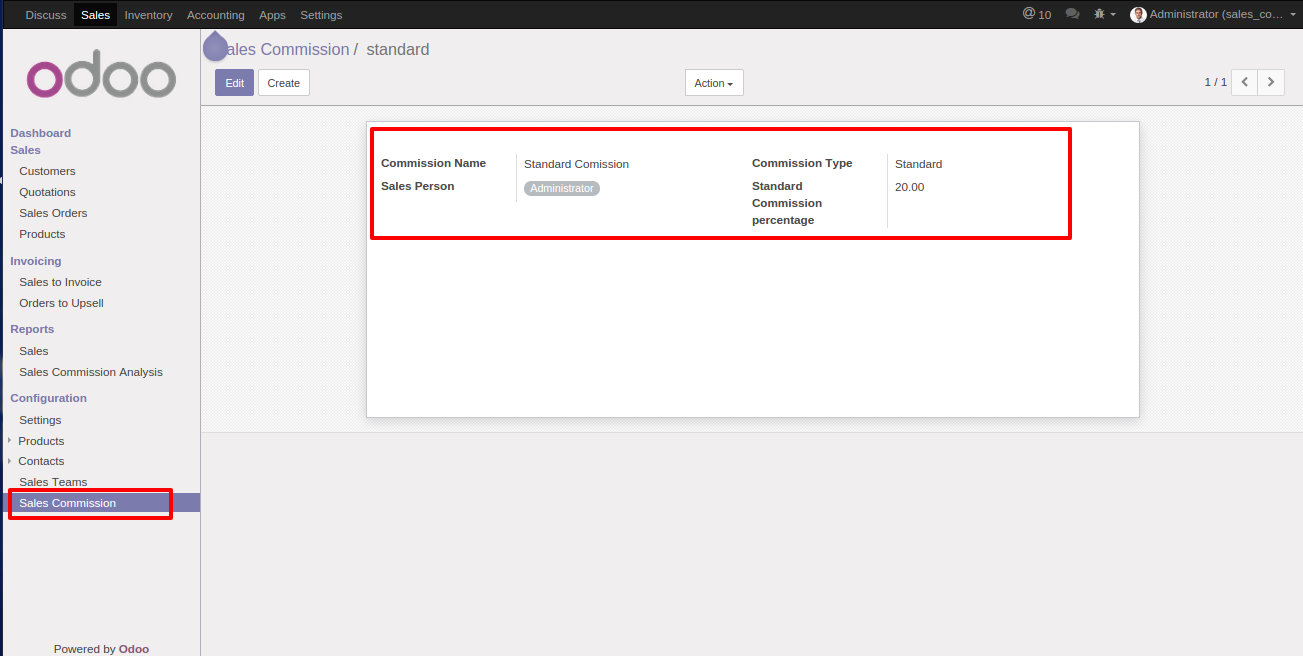 Discuss Sales Inventory Accounting Apps Settings @ 10 Administrator (sales_co...
odoo
ales Commission / standard
Edit Create Action 1 / 1
Dashboard
Sales
Customers
Quotations
Sales Orders
Products
Invoicing
Sales to Invoice
Orders to Upsell
Reports
Sales
Sales Commission Analysis
Configuration
Settings
Products
Contacts
Sales Teams
Sales Commission
Powered by Odoo
Commission Name Standard Comission
Sales Person Administrator
Commission Type Standard
Standard 20.00
Commission
percentage